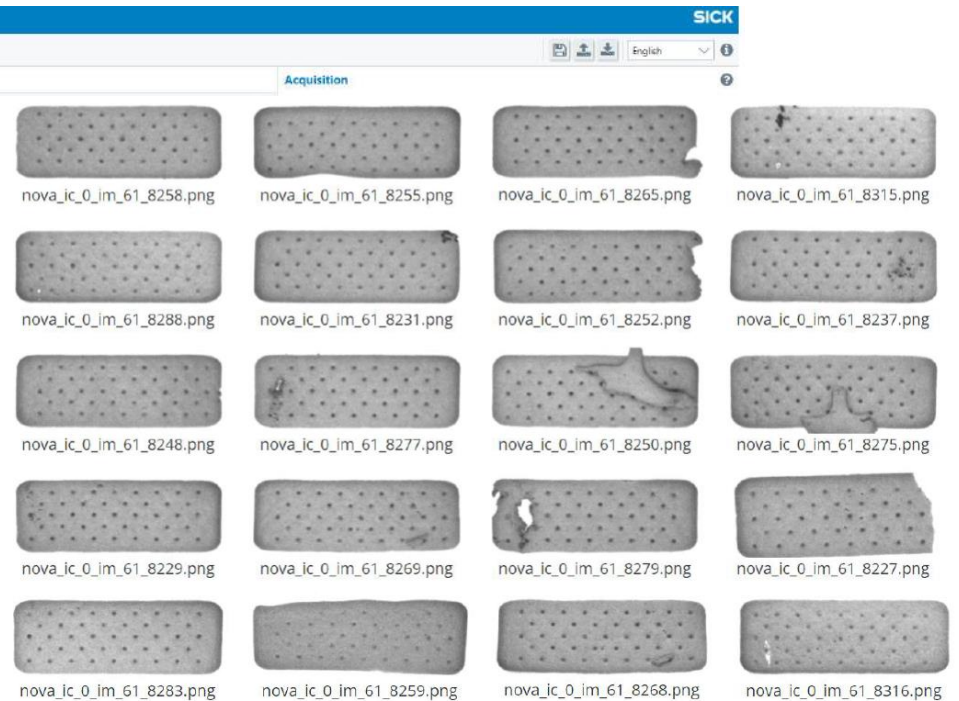 SICK
English
Acquisition
nova_ic_0_im_61_8258.png
nova_ic_0_im_61_8255.png
nova_ic_0_im_61_8265.png
nova_ic_0_im_61_8315.png
nova_ic_0_im_61_8288.png
nova_ic_0_im_61_8231.png
nova_ic_0_im_61_8252.png
nova_ic_0_im_61_8237.png
nova_ic_0_im_61_8248.png
nova_ic_0_im_61_8277.png
nova_ic_0_im_61_8250.png
nova_ic_0_im_61_8275.png
nova_ic_0_im_61_8229.png
nova_ic_0_im_61_8269.png
nova_ic_0_im_61_8279.png
nova_ic_0_im_61_8227.png
nova_ic_0_im_61_8283.png
nova_ic_0_im_61_8259.png
nova_ic_0_im_61_8268.png
nova_ic_0_im_61_8316.png